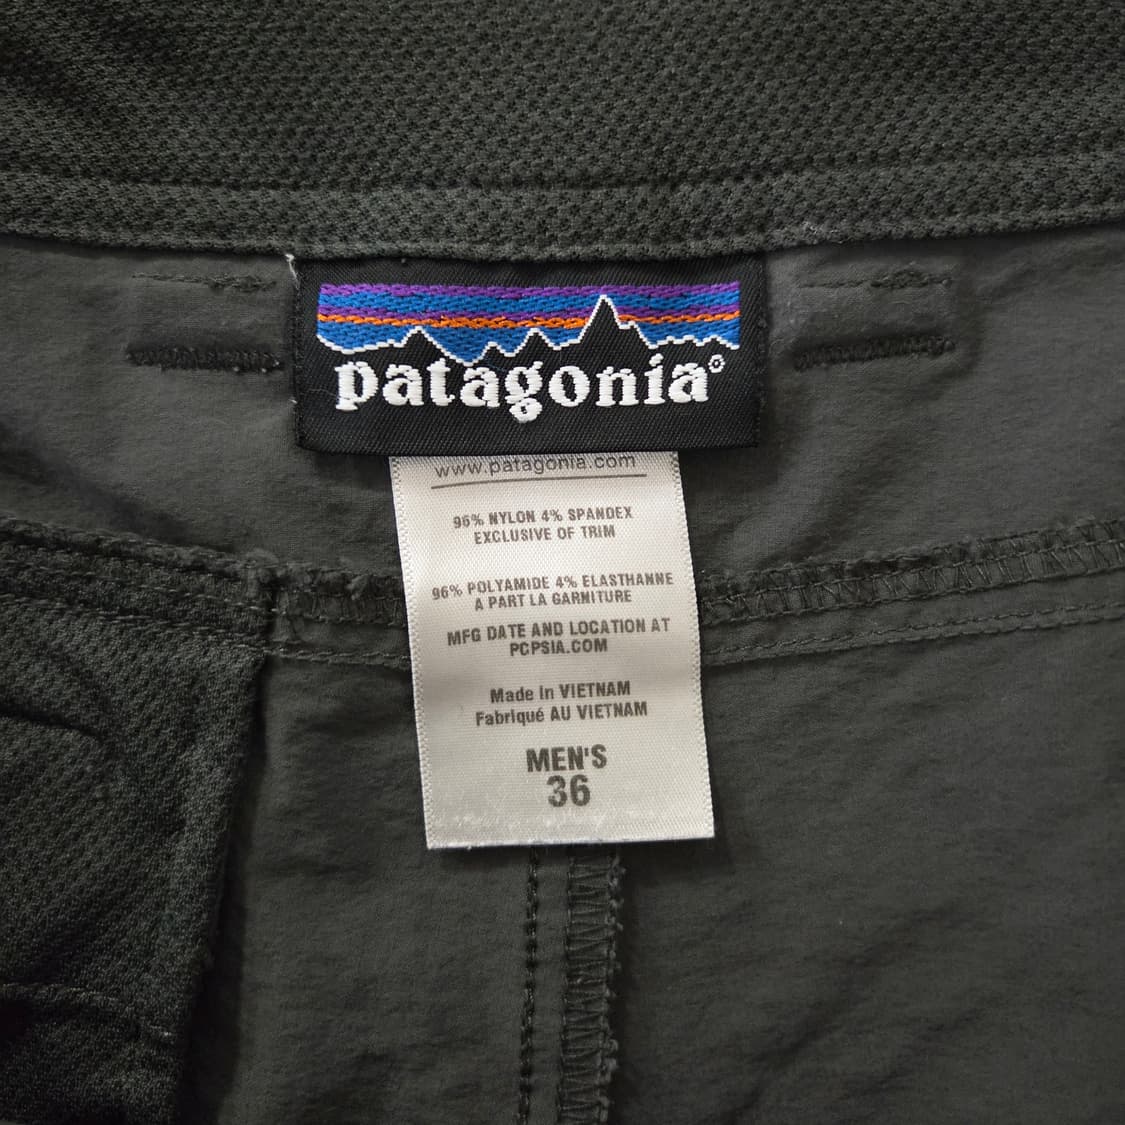 patagonia®
www.patagonia.com
96% NYLON 4% SPANDEX
EXCLUSIVE OF TRIM
96% POLYAMIDE 4% ELASTHANNE
A PART LA GARNITURE
MFG DATE AND LOCATION AT
PCPSIA.COM
Made In VIETNAM
Fabriqué AU VIETNAM
MEN'S
36